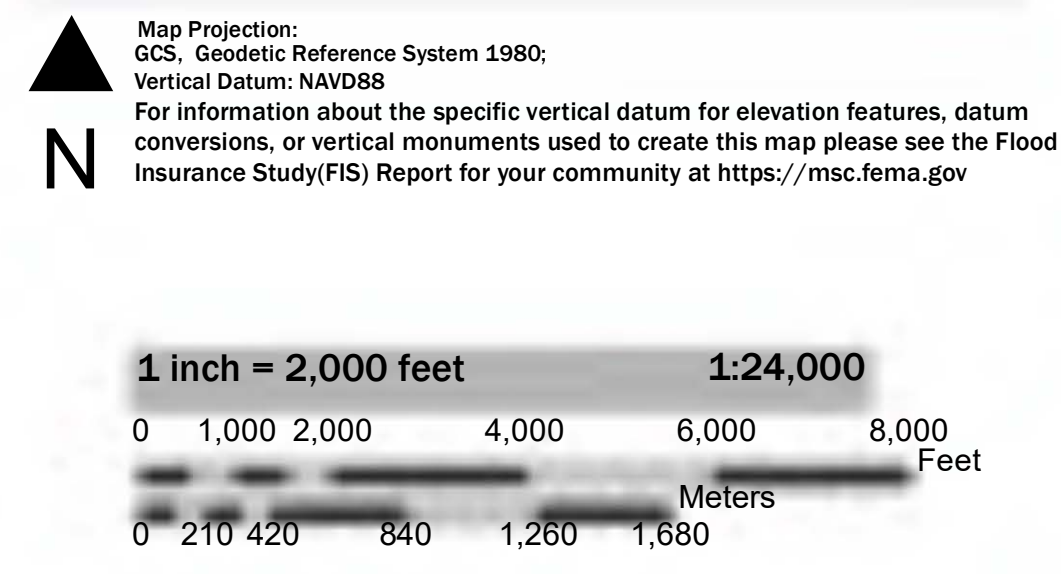 Map Projection:
GCS, Geodetic Reference System 1980;
Vertical Datum: NAVD88
For information about the specific vertical datum for elevation features, datum
conversions, or vertical monuments used to create this map please see the Flood
Insurance Study(FIS) Report for your community at https://msc.fema.gov
N
1 inch = 2,000 feet 1:24,000
0 1,000 2,000 4,000 6,000 8,000
Feet
Meters
0 210 420 840 1,260 1,680